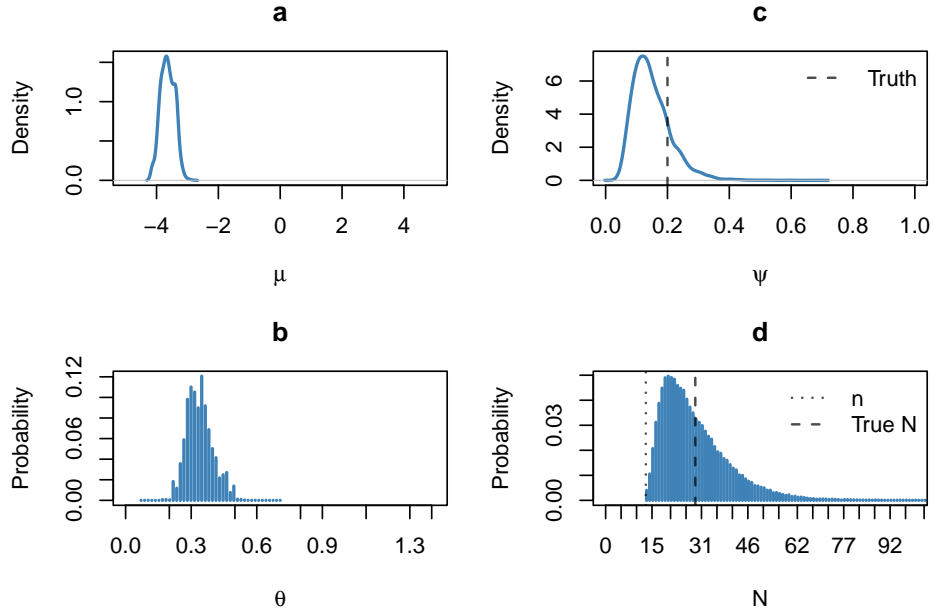 a
Density
0.0
1.0
−4
−2
0
2
4
μ
c
Density
0
2
4
6
Truth
0.0
0.2
0.4
0.6
0.8
1.0
ψ
b
Probability
0.00
0.06
0.12
0.0
0.3
0.6
0.9
1.3
θ
d
Probability
0.00
0.03
n
True N
0
15
31
46
62
77
92
N